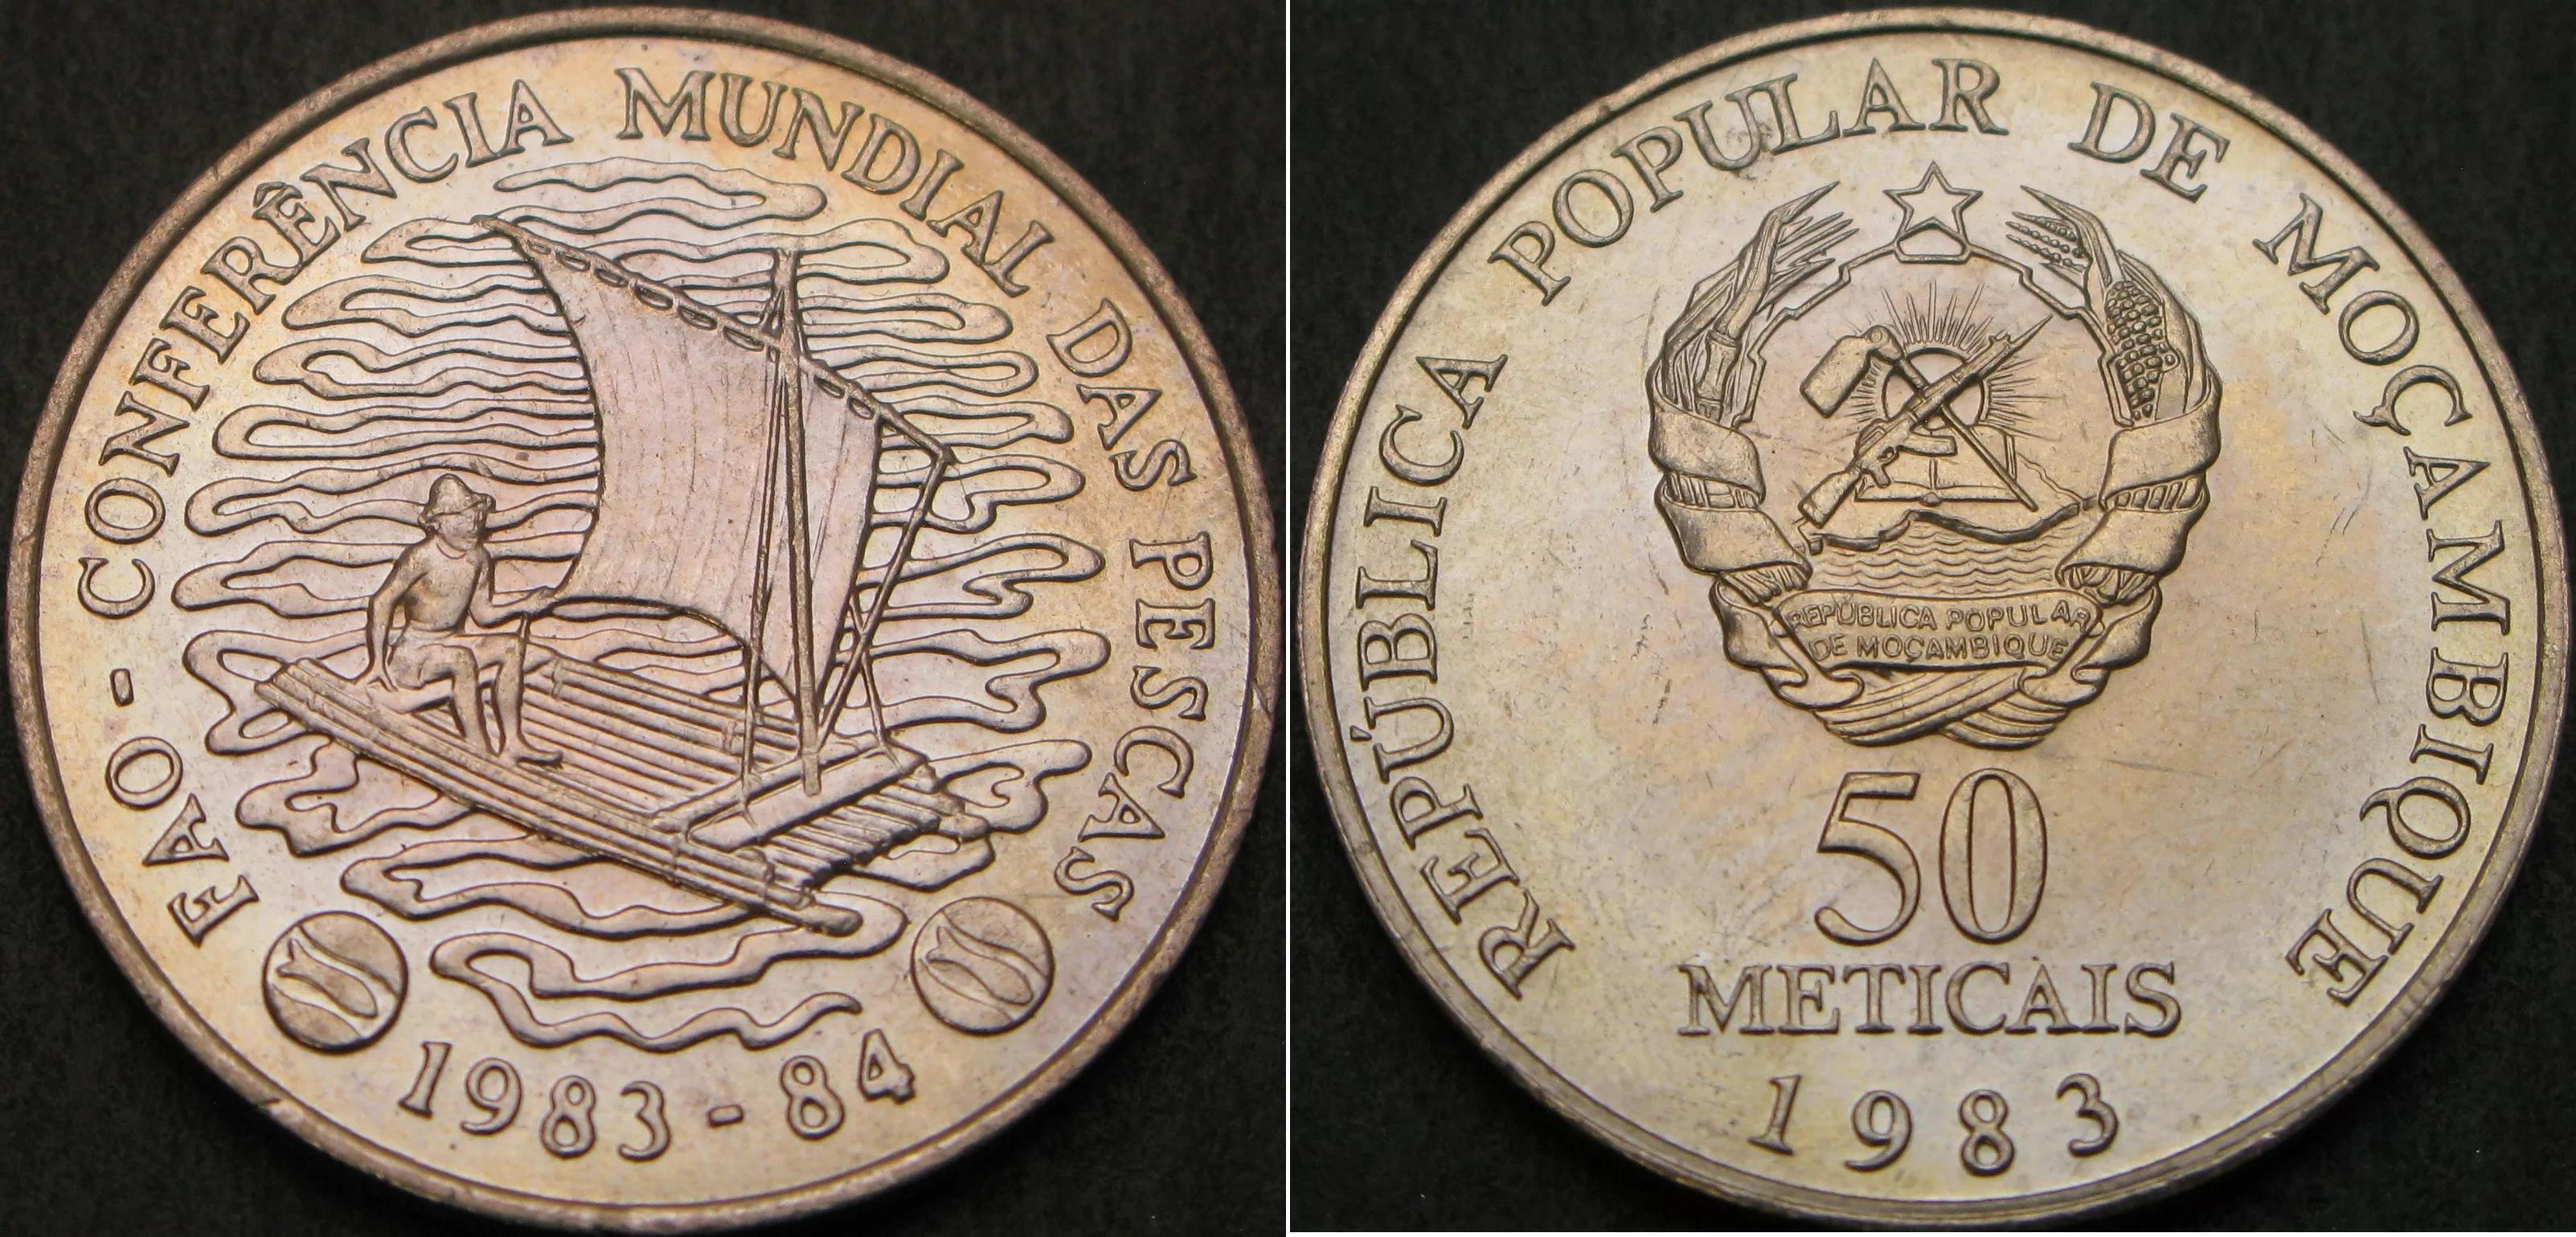 FAO - CONFERÊNCIA MUNDIAL DAS PESCAS
1983 - 84
REPÚBLICA POPULAR DE MOÇAMBIQUE
REPÚBLICA POPULAR
DE MOÇAMBIQUE
50
METICAIS
1983